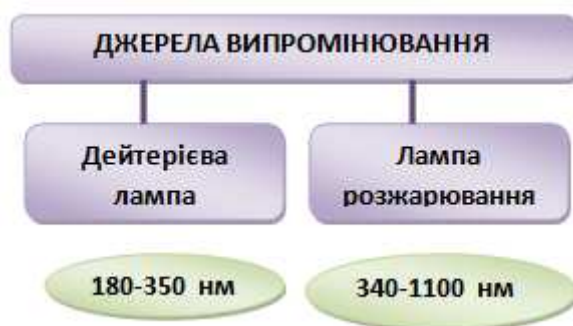 ДЖЕРЕЛА ВИПРОМІНЮВАННЯ
Дейтерієва
лампа
Лампа
розжарювання
180-350 нм
340-1100 нм